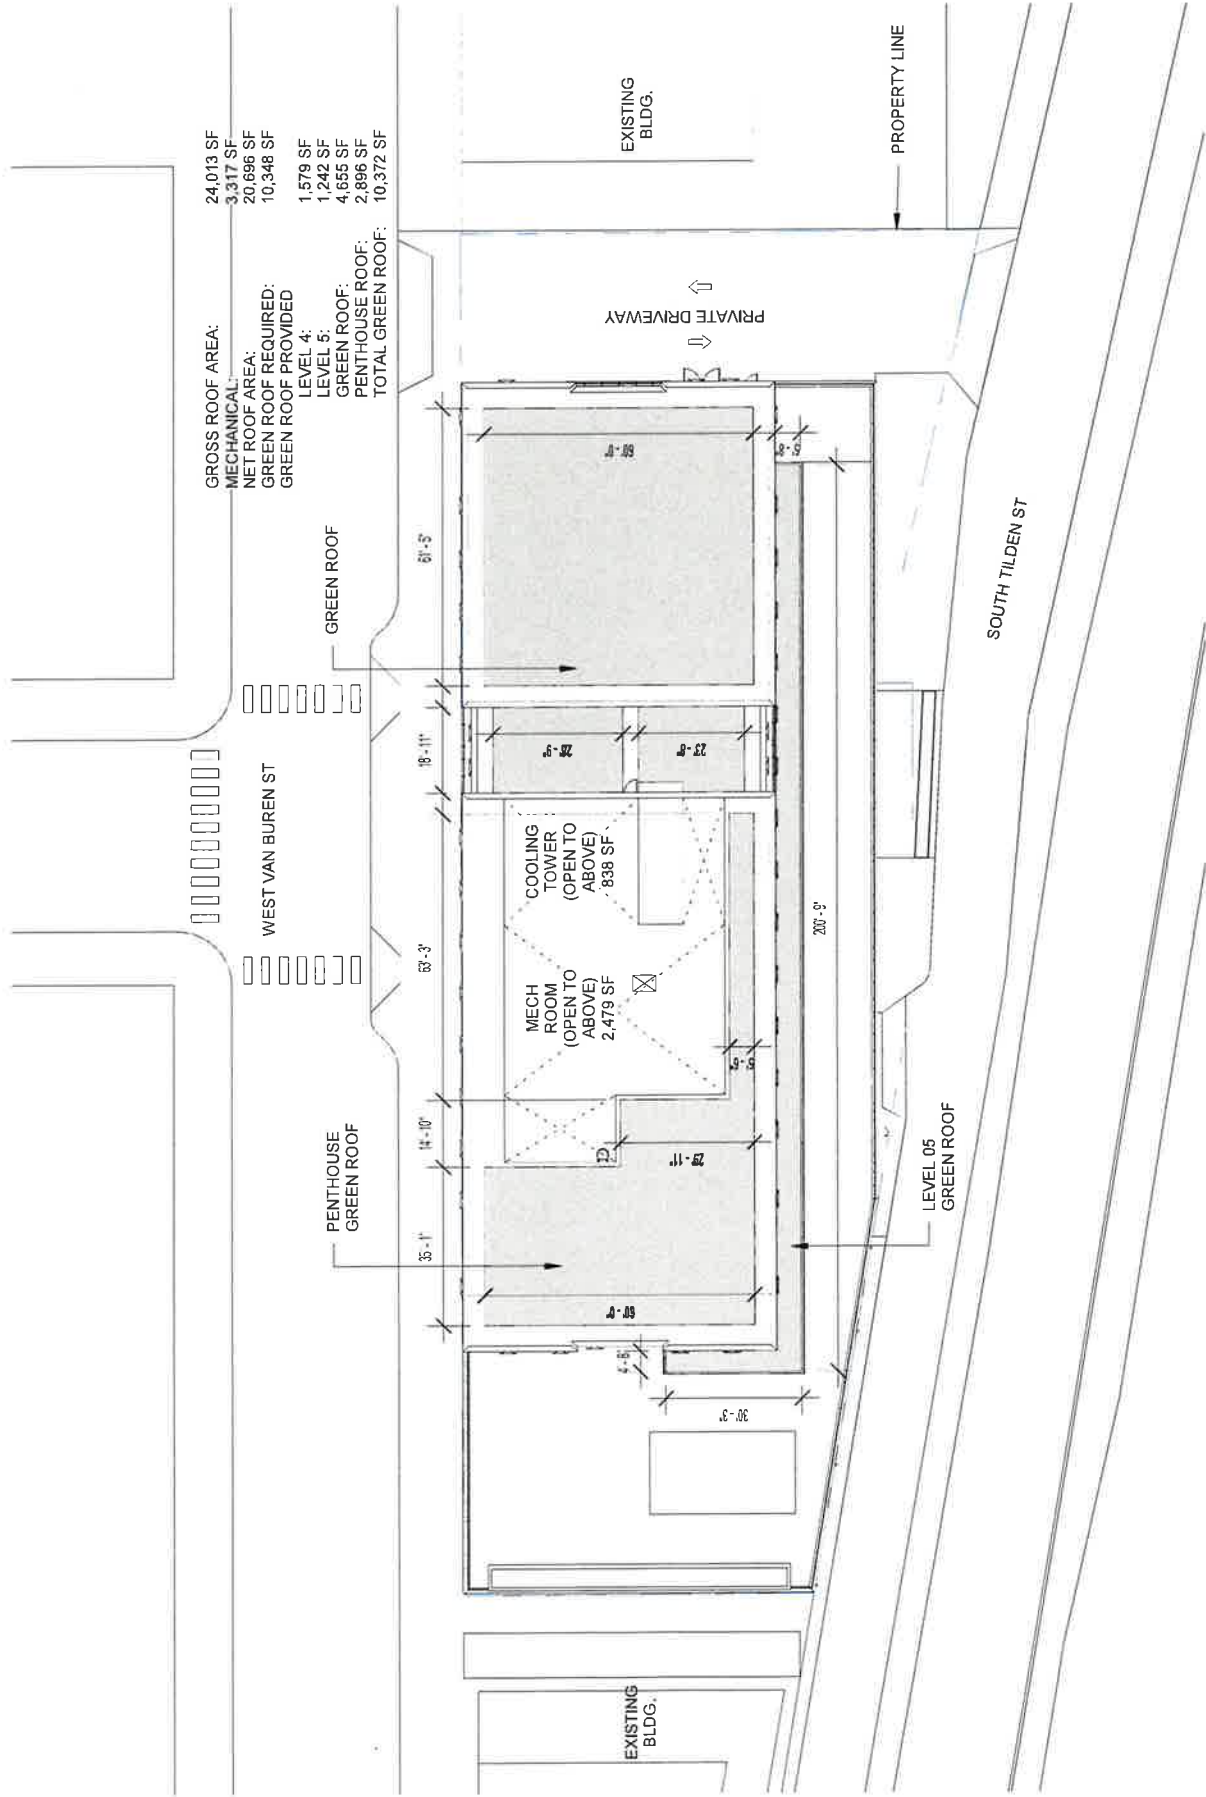 GROSS ROOF AREA: 24,013 SF
MECHANICAL: 3,317 SF
NET ROOF AREA: 20,696 SF
GREEN ROOF REQUIRED: 10,348 SF
GREEN ROOF PROVIDED
LEVEL 4: 1,579 SF
LEVEL 5: 1,242 SF
GREEN ROOF: 4,655 SF
PENTHOUSE ROOF: 2,896 SF
TOTAL GREEN ROOF: 10,372 SF
WEST VAN BUREN ST
PENTHOUSE
GREEN ROOF
GREEN ROOF
35'-1"
14'-10"
63'-3"
18'-11"
61'-5"
EXISTING
BLDG.
EXISTING
BLDG.
MECH
ROOM
(OPEN TO
ABOVE)
2,479 SF
COOLING
TOWER
(OPEN TO
ABOVE)
838 SF
60'-0"
4'-8"
30'-3"
29'-11"
28'-9"
23'-8"
60'-0"
PRIVATE DRIVEWAY
200'-9"
LEVEL 05
GREEN ROOF
PROPERTY LINE
SOUTH TILDEN ST